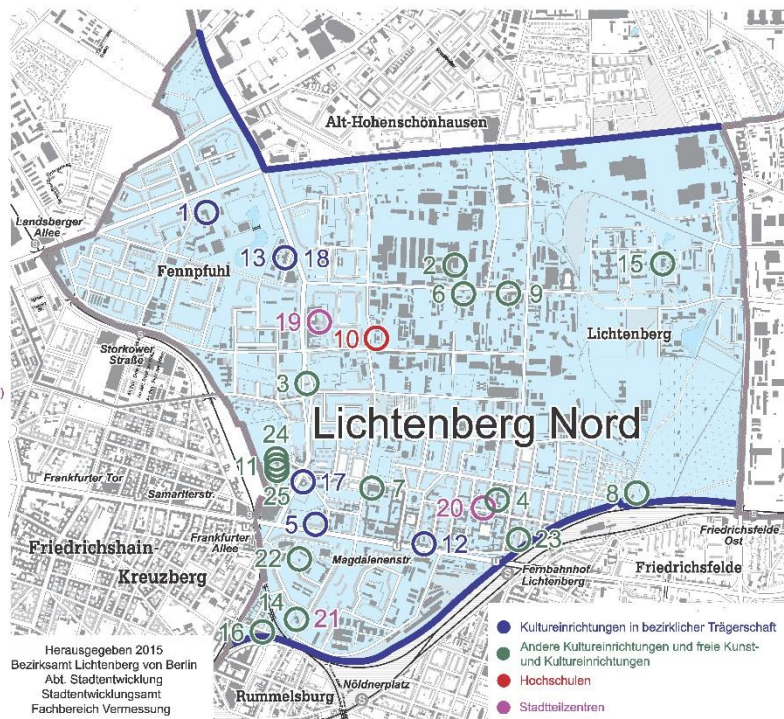 Alt-Hohenschönhausen
1
Landsberger
Allee
13
18
2
15
Fennpfuhl
6
9
19
10
Lichtenberg
Storkower
Straße
3
Lichtenberg Nord
24
11
25
17
7
Frankfurter Tor
Samariterstr.
20
4
8
5
12
23
Frankfurter
Allee
22
Magdalenenstr.
Friedrichsfelde
Ost
Friedrichshain-
Kreuzberg
Fernbahnhof
Lichtenberg
Friedrichsfelde
14
21
16
Rummelsburg
Nöldnerplatz
Herausgegeben 2015
Bezirksamt Lichtenberg von Berlin
Abt. Stadtentwicklung
Stadtentwicklungsamt
Fachbereich Vermessung
Kultureinrichtungen in bezirklicher Trägerschaft
Andere Kultureinrichtungen und freie Kunst-
und Kultureinrichtungen
Hochschulen
Stadtteilzentren